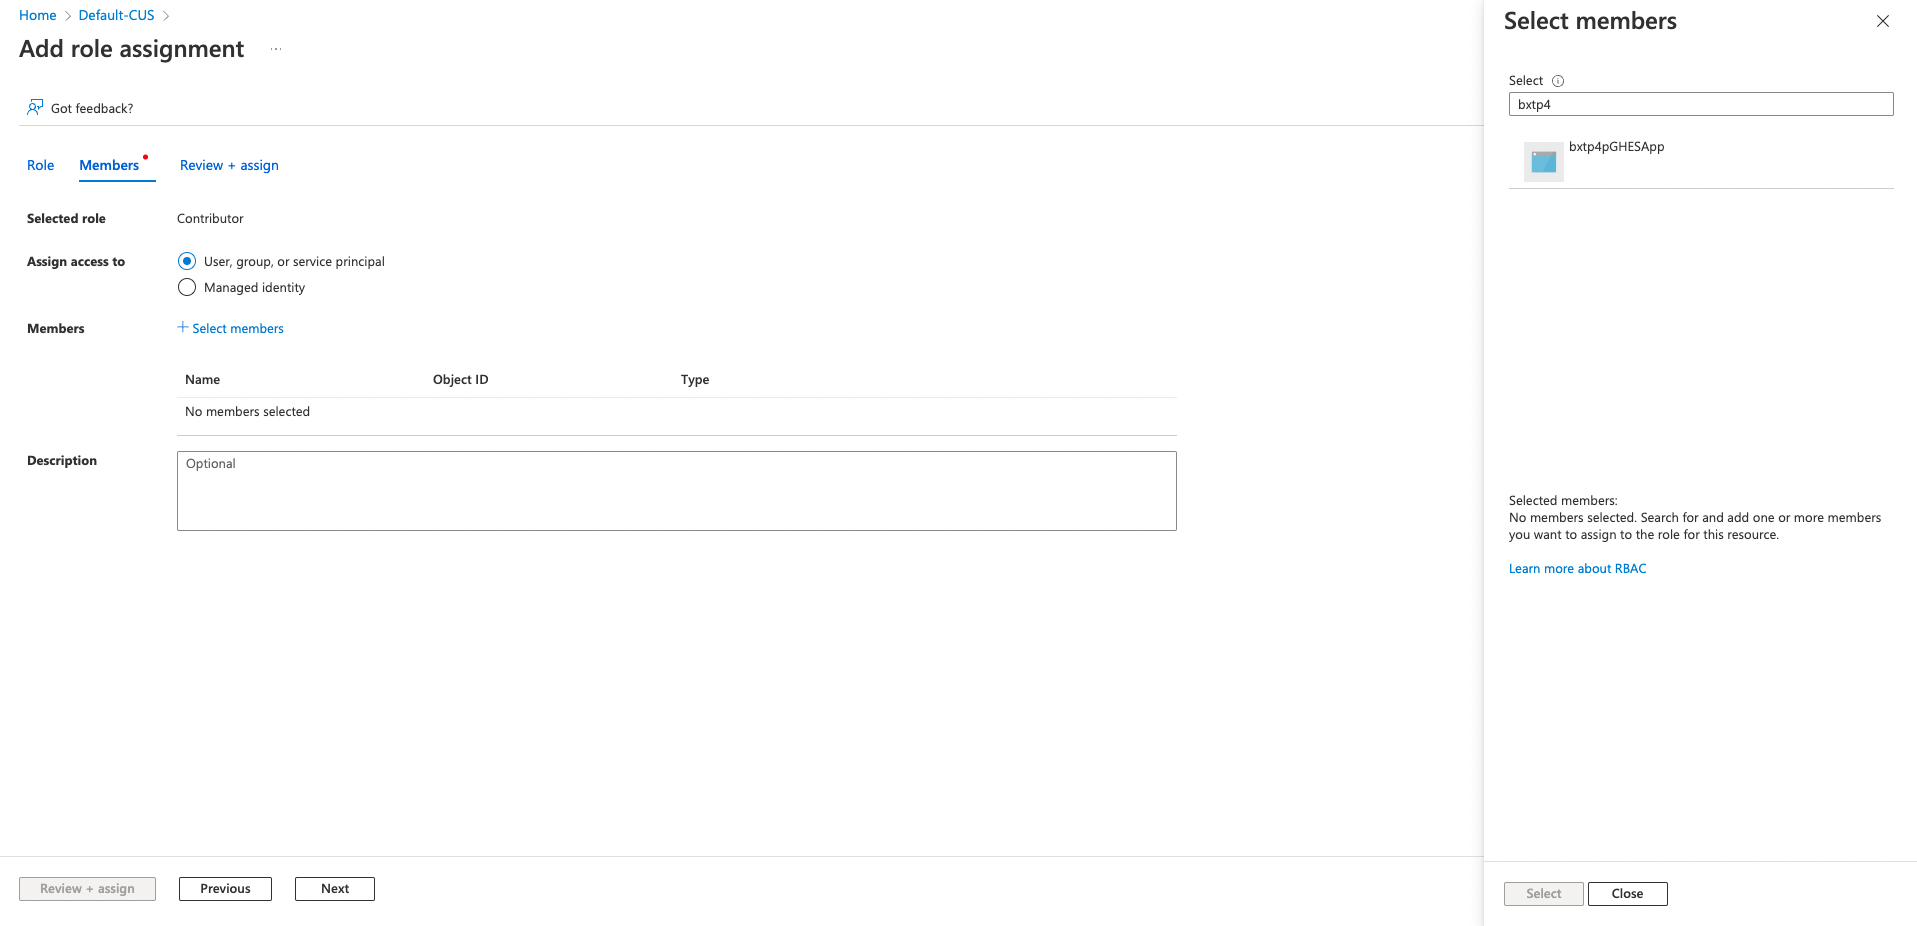 Home > Default-CUS >
Add role assignment ...
Got feedback?
Role Members Review + assign
Selected role Contributor
Assign access to User, group, or service principal
Managed identity
Members + Select members
Name Object ID Type
No members selected
Description Optional
Review + assign Previous Next
Select members
Select
bxtp4
bxtp4pGHESApp
Selected members:
No members selected. Search for and add one or more members
you want to assign to the role for this resource.
Learn more about RBAC
Select Close